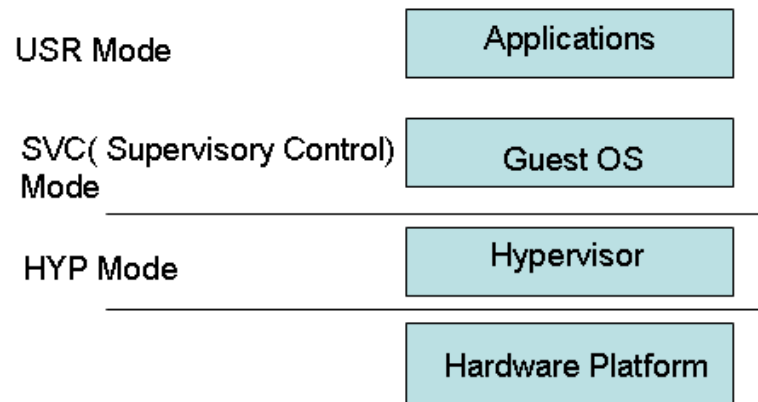 USR Mode
Applications
SVC( Supervisory Control)
Mode
Guest OS
HYP Mode
Hypervisor
Hardware Platform